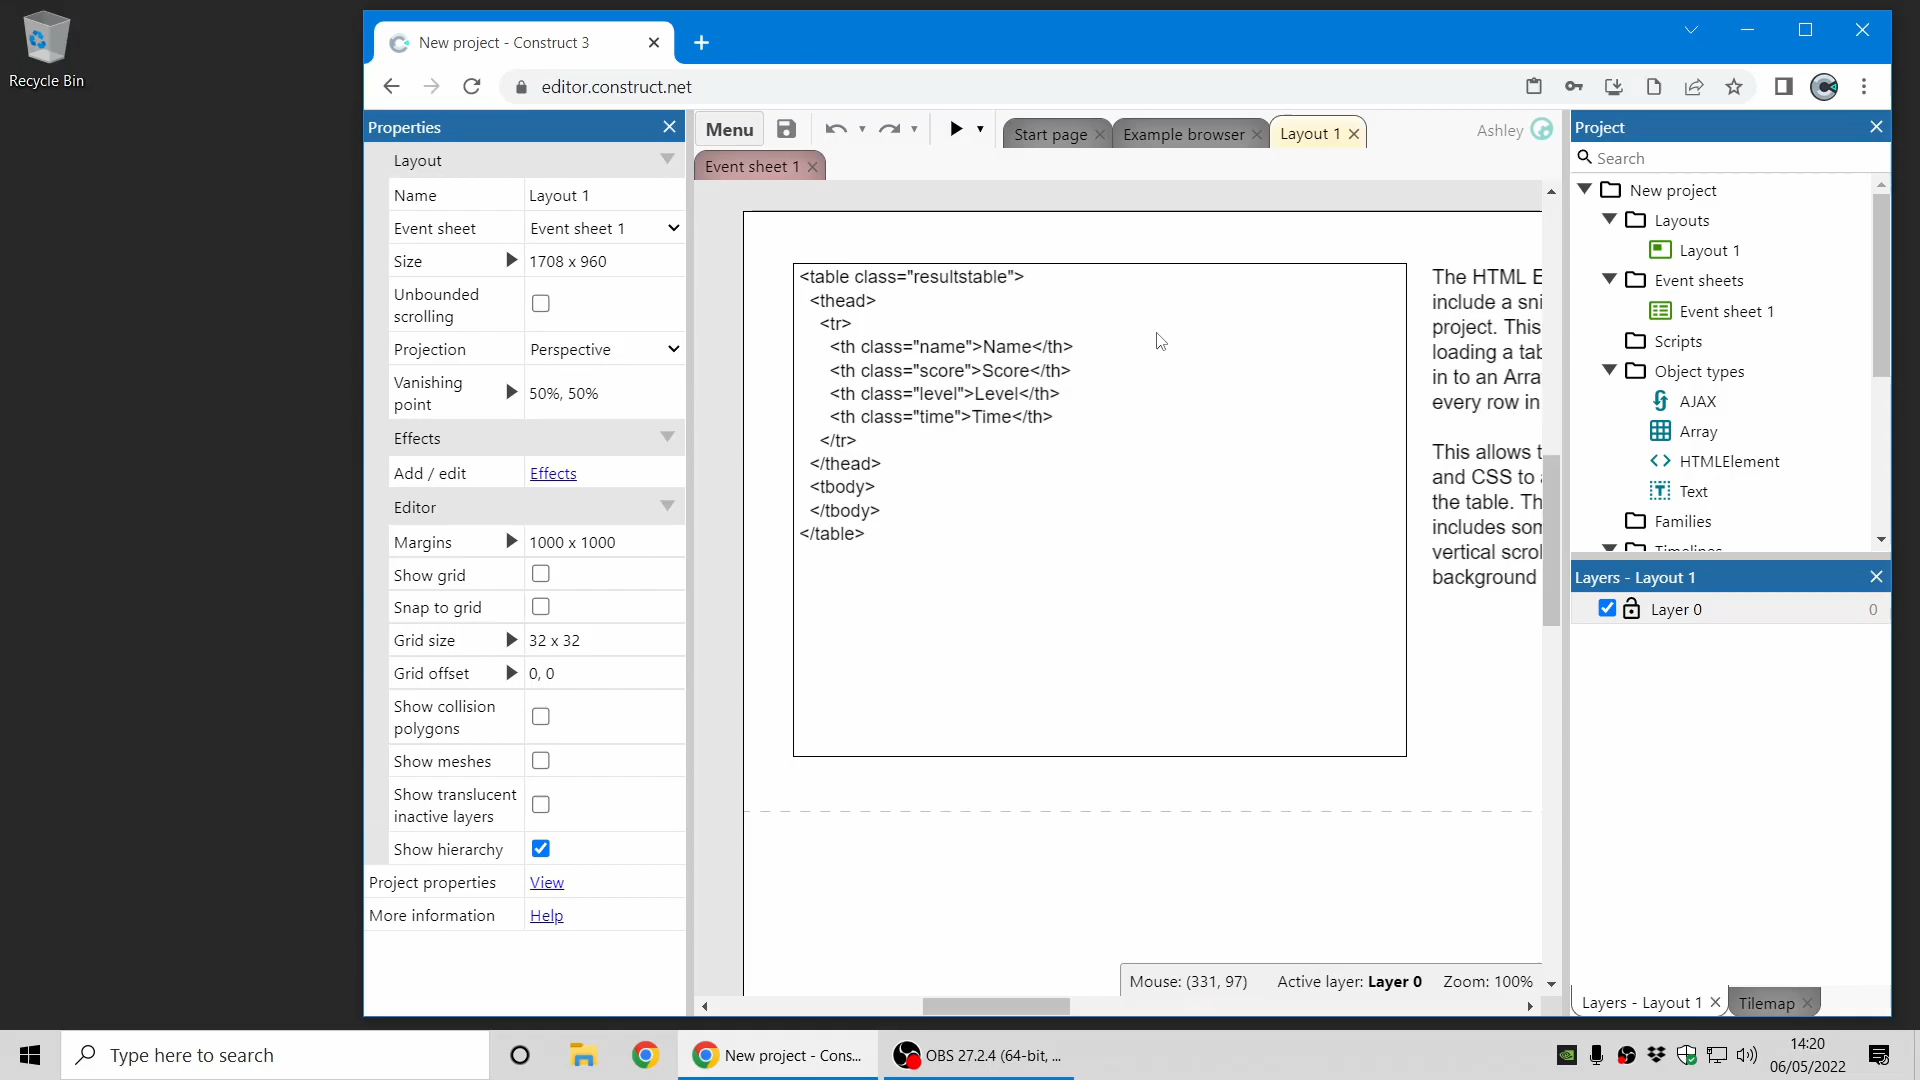 Recycle Bin
New project - Construct 3
editor.construct.net
Properties
Layout
Name Layout 1
Event sheet Event sheet 1
Size 1708 x 960
Unbounded
scrolling
Projection Perspective
Vanishing
point 50%, 50%
Effects
Add / edit Effects
Editor
Margins 1000 x 1000
Show grid
Snap to grid
Grid size 32 x 32
Grid offset 0, 0
Show collision
polygons
Show meshes
Show translucent
inactive layers
Show hierarchy
Project properties View
More information Help
Menu
Start page
Example browser
Layout 1
Ashley
Event sheet 1
<table class="resultstable">
<thead>
<tr>
<th class="name">Name</th>
<th class="score">Score</th>
<th class="level">Level</th>
<th class="time">Time</th>
</tr>
</thead>
<tbody>
</tbody>
</table>
The HTML E
include a sni
project. This
loading a tab
in to an Arra
every row in
This allows t
and CSS to
the table. Th
includes som
vertical scrol
background
Mouse: (331, 97) Active layer: Layer 0 Zoom: 100%
Project
Search
New project
Layouts
Layout 1
Event sheets
Event sheet 1
Scripts
Object types
AJAX
Array
HTMLElement
Text
Families
Timelines
Layers - Layout 1
Layer 0 0
Layers - Layout 1
Tilemap
Type here to search
New project - Cons...
OBS 27.2.4 (64-bit, ...
14:20
06/05/2022